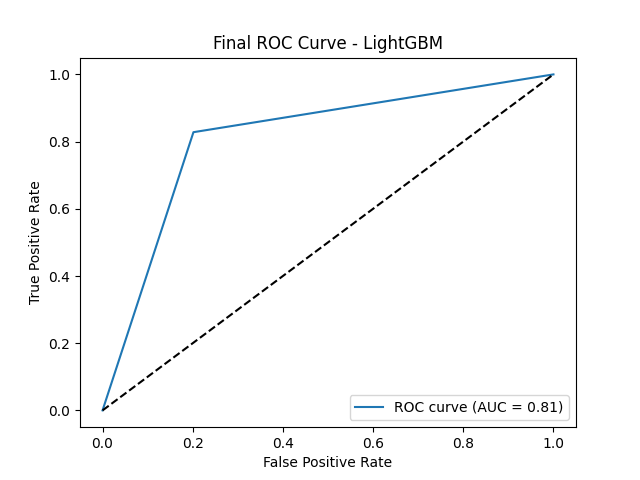 Final ROC Curve - LightGBM
1.0
0.8
0.6
0.4
0.2
0.0
True Positive Rate
ROC curve (AUC = 0.81)
0.0 0.2 0.4 0.6 0.8 1.0
False Positive Rate